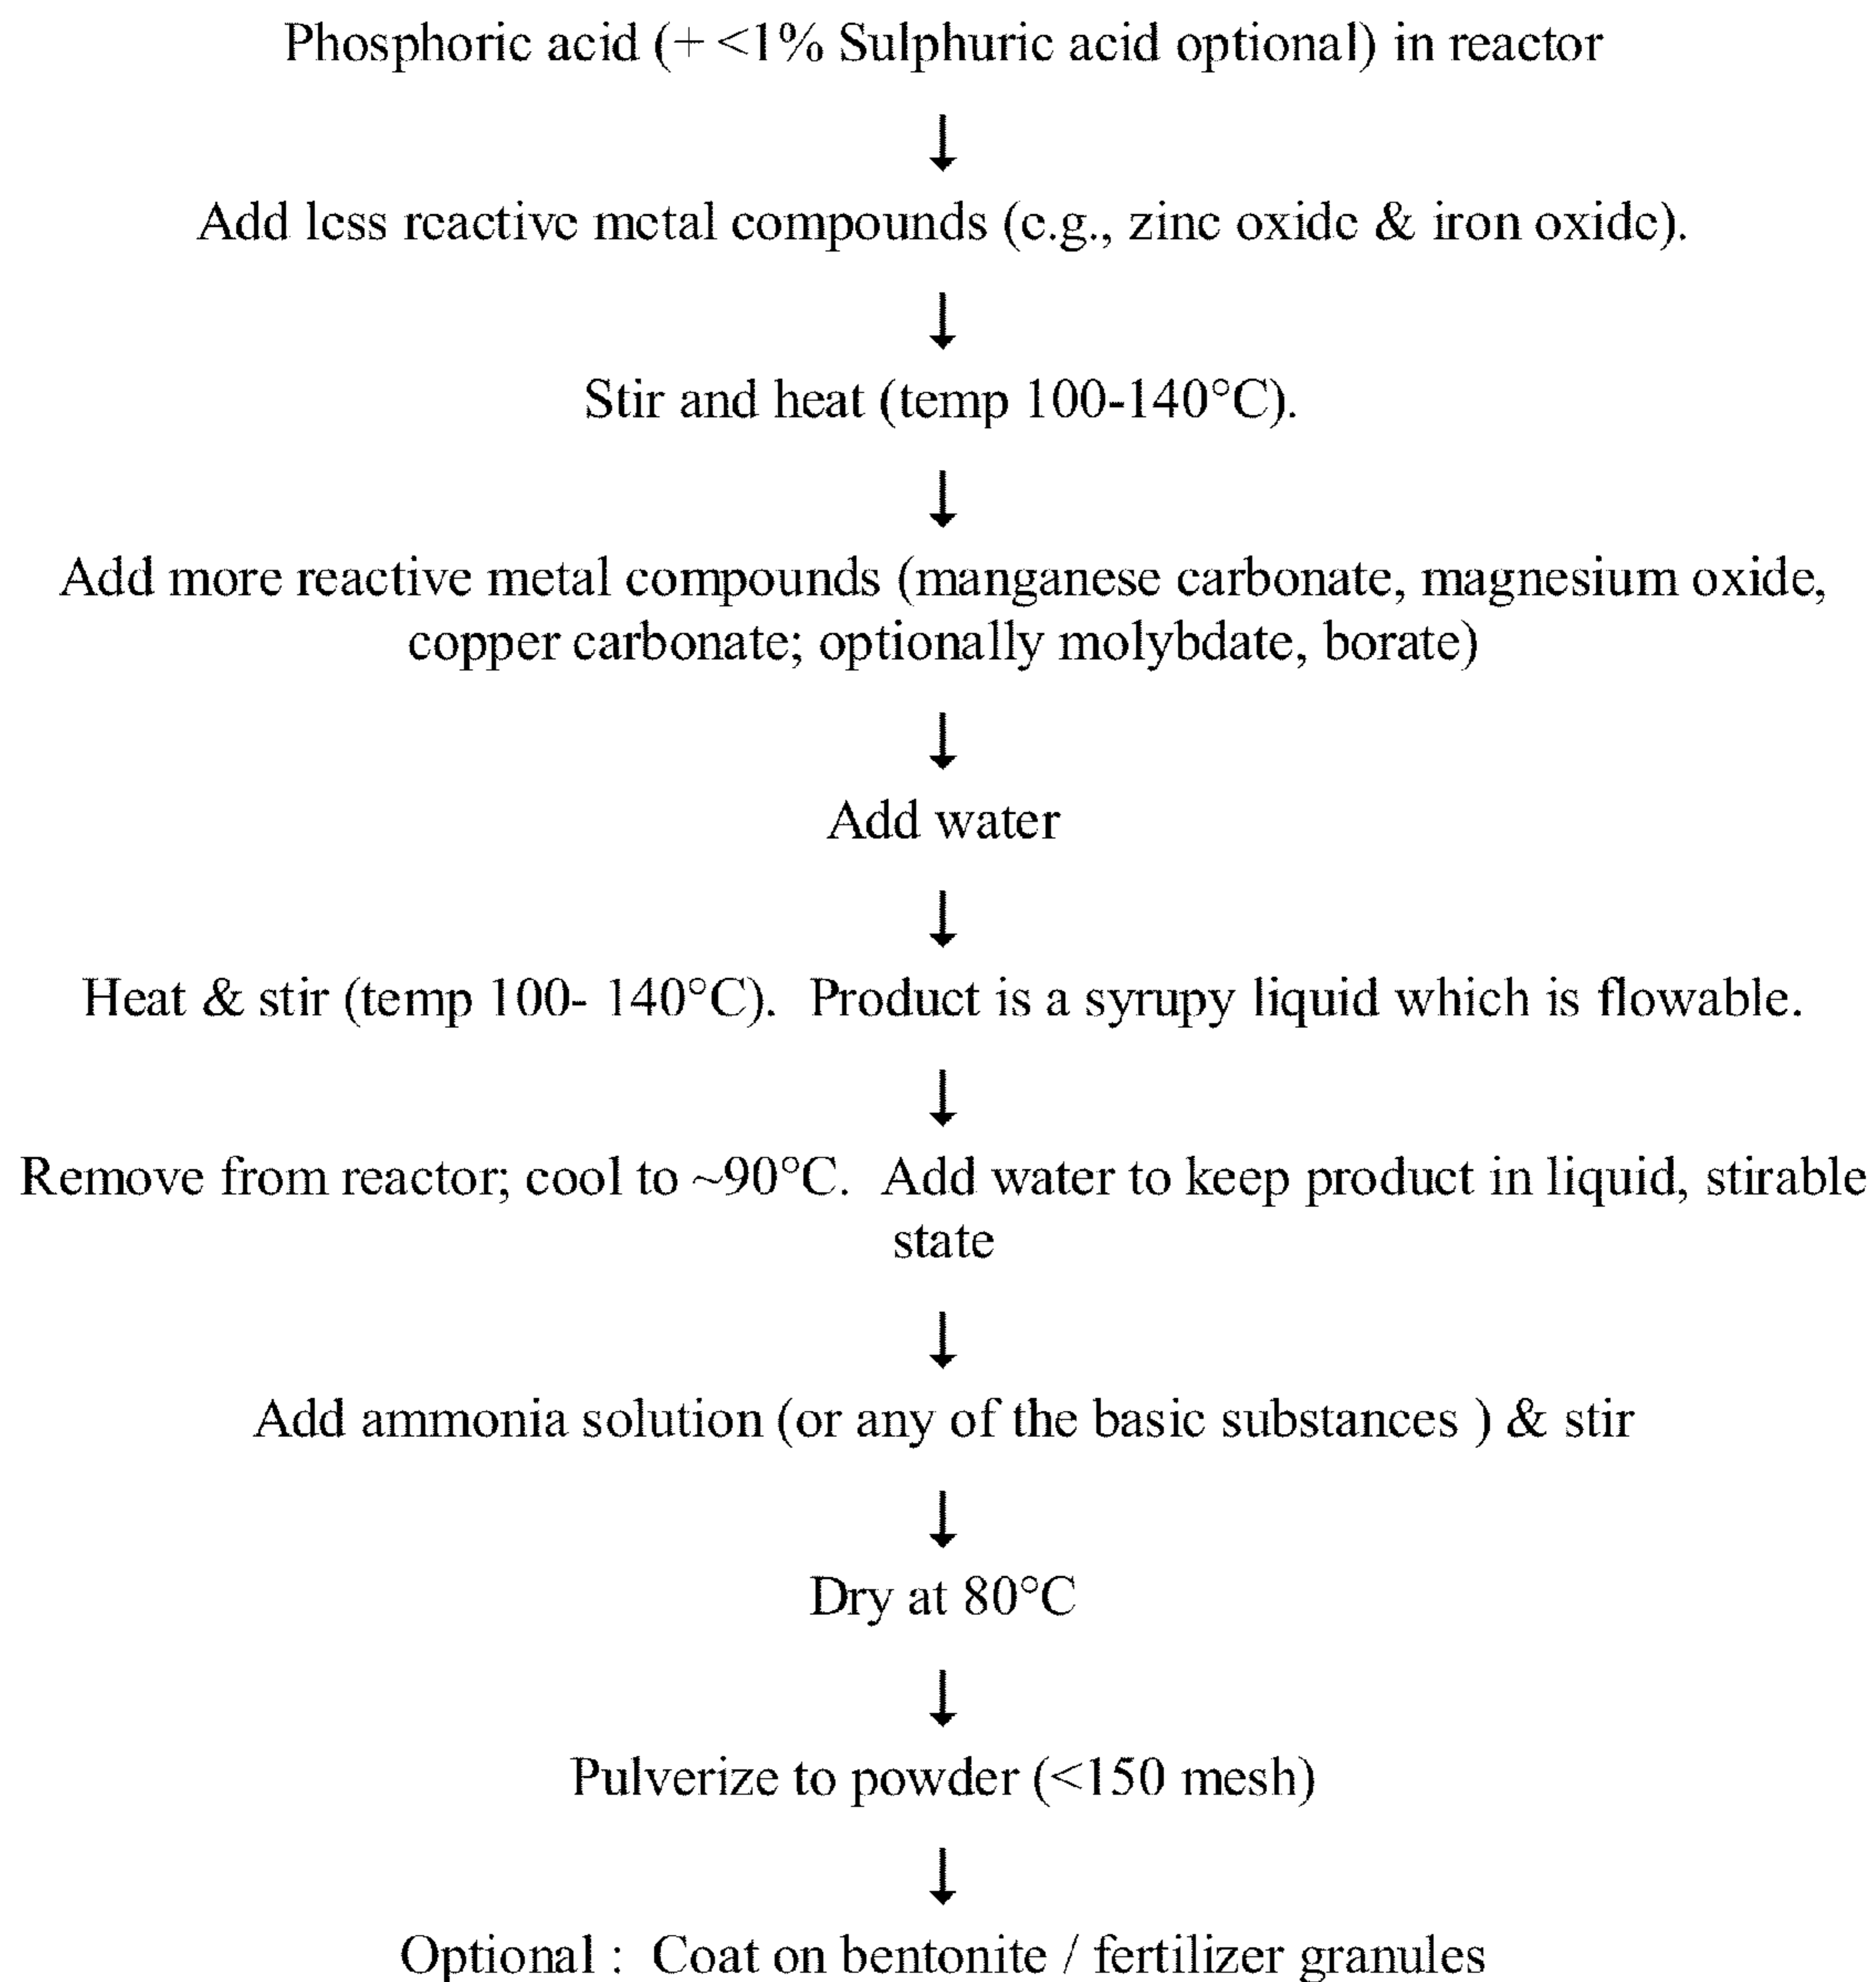 Phosphoric acid (+ <1% Sulphuric acid optional) in reactor
Add less reactive metal compounds (e.g., zinc oxide & iron oxide).
Stir and heat (temp 100-140°C).
Add more reactive metal compounds (manganese carbonate, magnesium oxide,
copper carbonate; optionally molybdate, borate)
Add water
Heat & stir (temp 100- 140°C).  Product is a syrupy liquid which is flowable.
Remove from reactor; cool to ~90°C.  Add water to keep product in liquid, stirable
state
Add ammonia solution (or any of the basic substances ) & stir
Dry at 80°C
Pulverize to powder (<150 mesh)
Optional :  Coat on bentonite / fertilizer granules